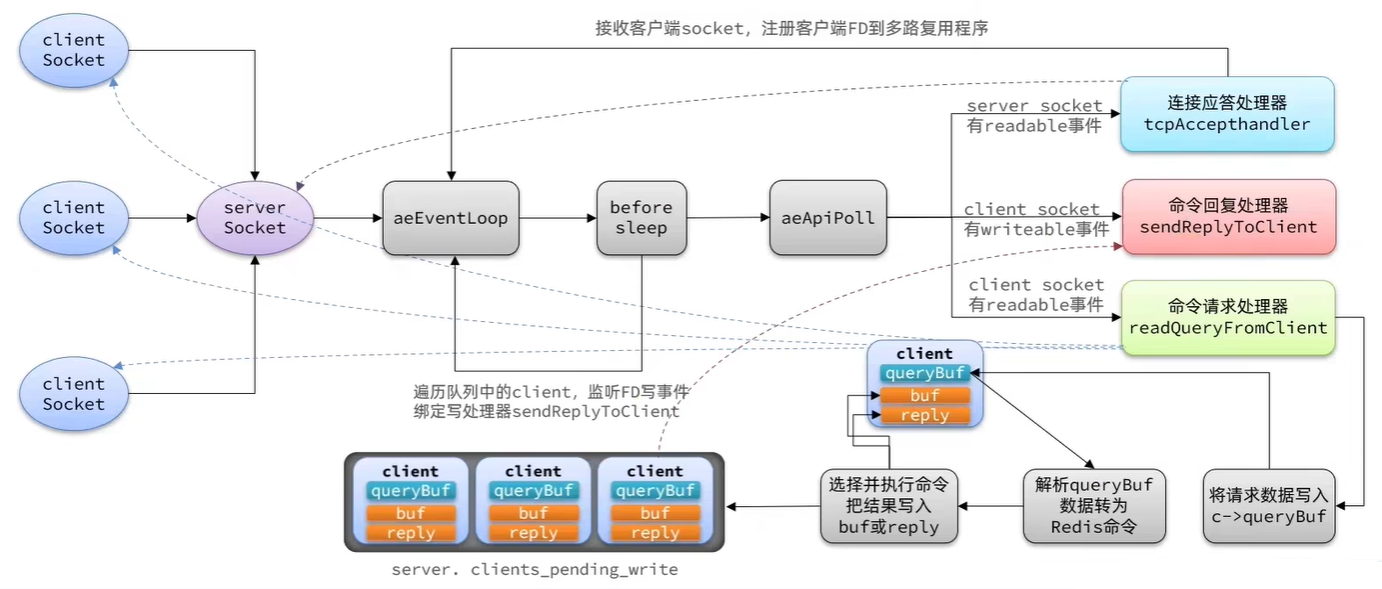 接收客户端socket，注册客户端FD到多路复用程序
client
Socket
client
Socket
client
Socket
server
Socket
aeEventLoop
before
sleep
aeApiPoll
server socket
有readable事件
client socket
有writeable事件
client socket
有readable事件
连接应答处理器
tcpAccepthandler
命令回复处理器
sendReplyToClient
命令请求处理器
readQueryFromClient
遍历队列中的client，监听FD写事件
绑定写处理器sendReplyToClient
client
queryBuf
buf
reply
client
queryBuf
buf
reply
client
queryBuf
buf
reply
client
queryBuf
buf
reply
server. clients_pending_write
选择并执行命令
把结果写入
buf或reply
解析queryBuf
数据转为
Redis命令
将请求数据写入
c->queryBuf